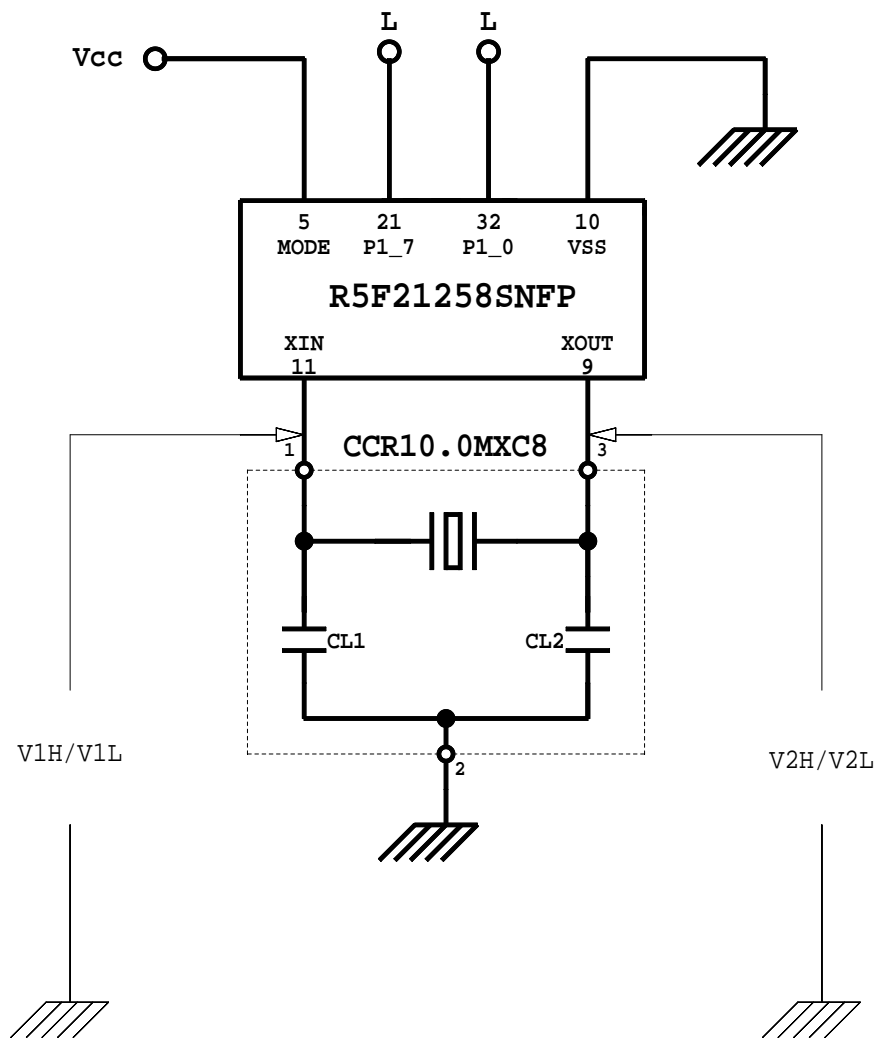 L L
Vcc
5 21 32 10
MODE P1_7 P1_0 VSS
R5F21258SNFP
XIN XOUT
11 9
1 CCR10.0MXC8 3
CL1 CL2
V1H/V1L 2 V2H/V2L